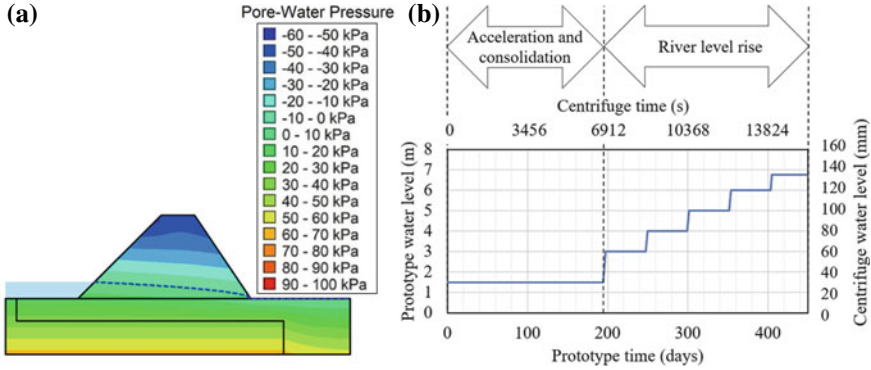 (a)
Pore-Water Pressure
-60 - -50 kPa
-50 - -40 kPa
-40 - -30 kPa
-30 - -20 kPa
-20 - -10 kPa
-10 - 0 kPa
0 - 10 kPa
10 - 20 kPa
20 - 30 kPa
30 - 40 kPa
40 - 50 kPa
50 - 60 kPa
60 - 70 kPa
70 - 80 kPa
80 - 90 kPa
90 - 100 kPa
(b)
Acceleration and
consolidation
River level rise
Centrifuge time (s)
0 3456 6912 10368 13824
Prototype water level (m)
8
7
6
5
4
3
2
1
0
Centrifuge water level (mm)
160
140
120
100
80
60
40
20
0
0 100 200 300 400
Prototype time (days)